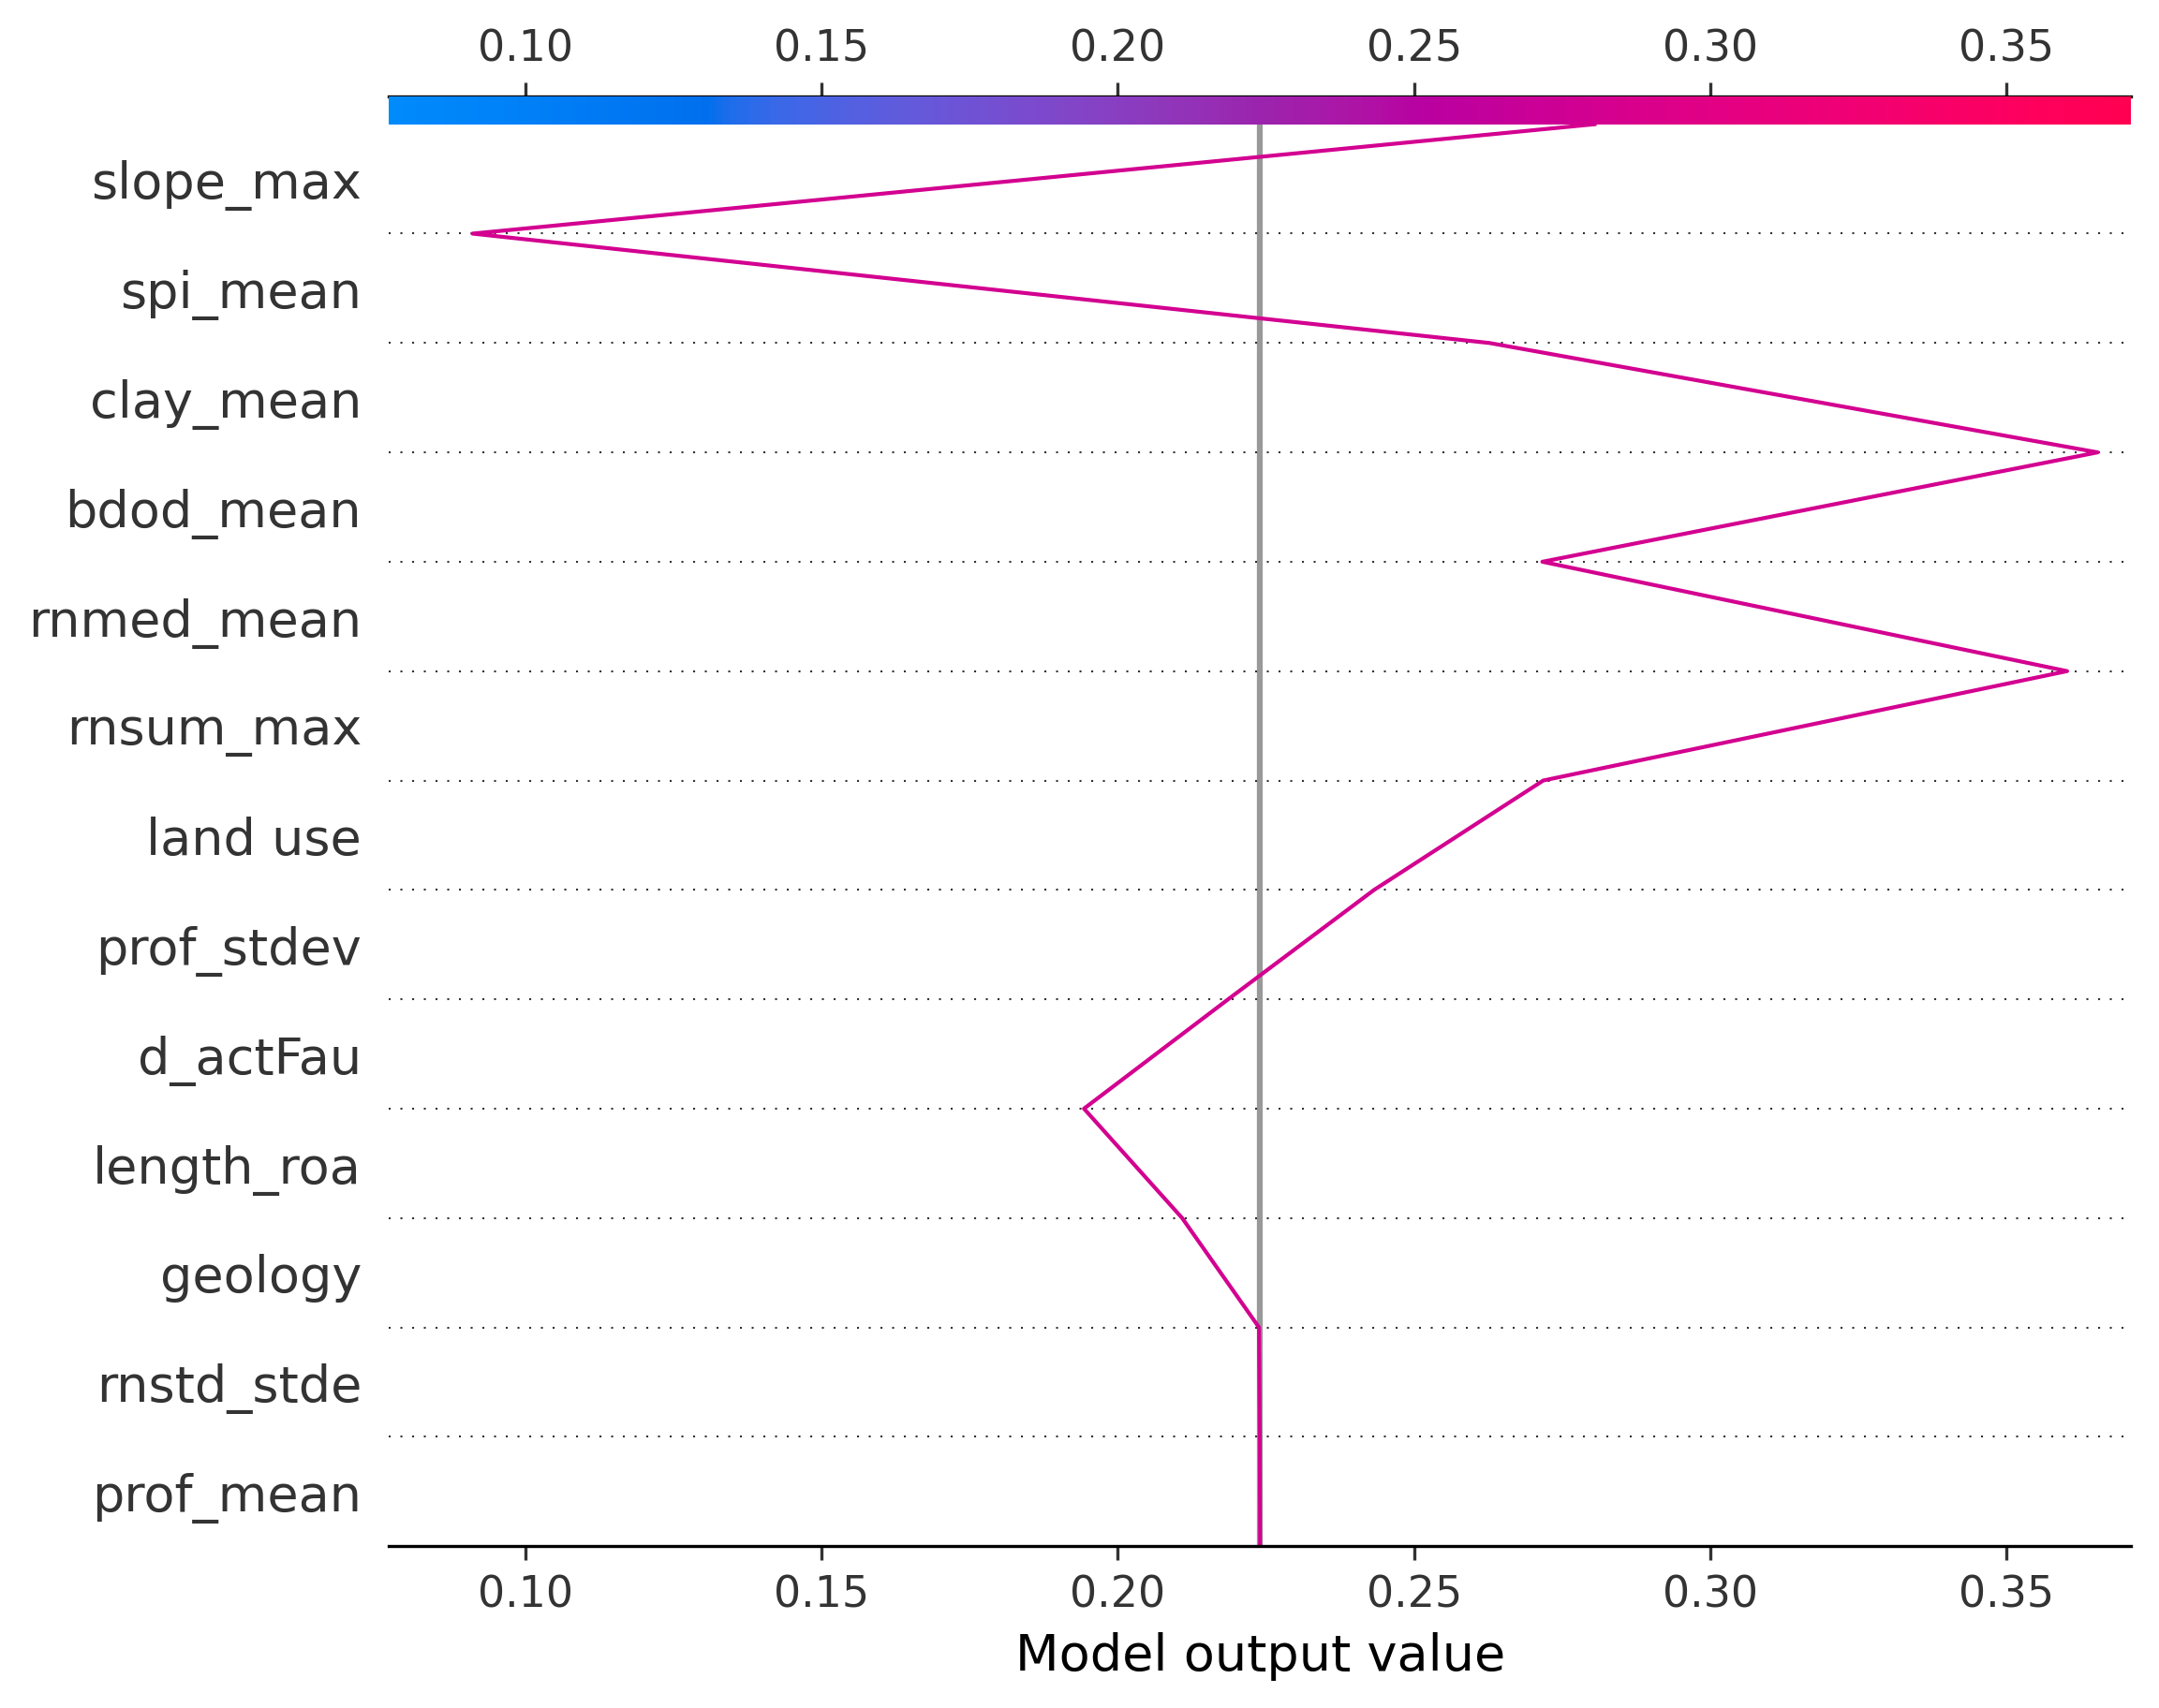 0.10 0.15 0.20 0.25 0.30 0.35
slope_max
spi_mean
clay_mean
bdod_mean
rnmed_mean
rnsum_max
land use
prof_stdev
d_actFau
length_roa
geology
rnstd_stde
prof_mean
0.10 0.15 0.20 0.25 0.30 0.35
Model output value